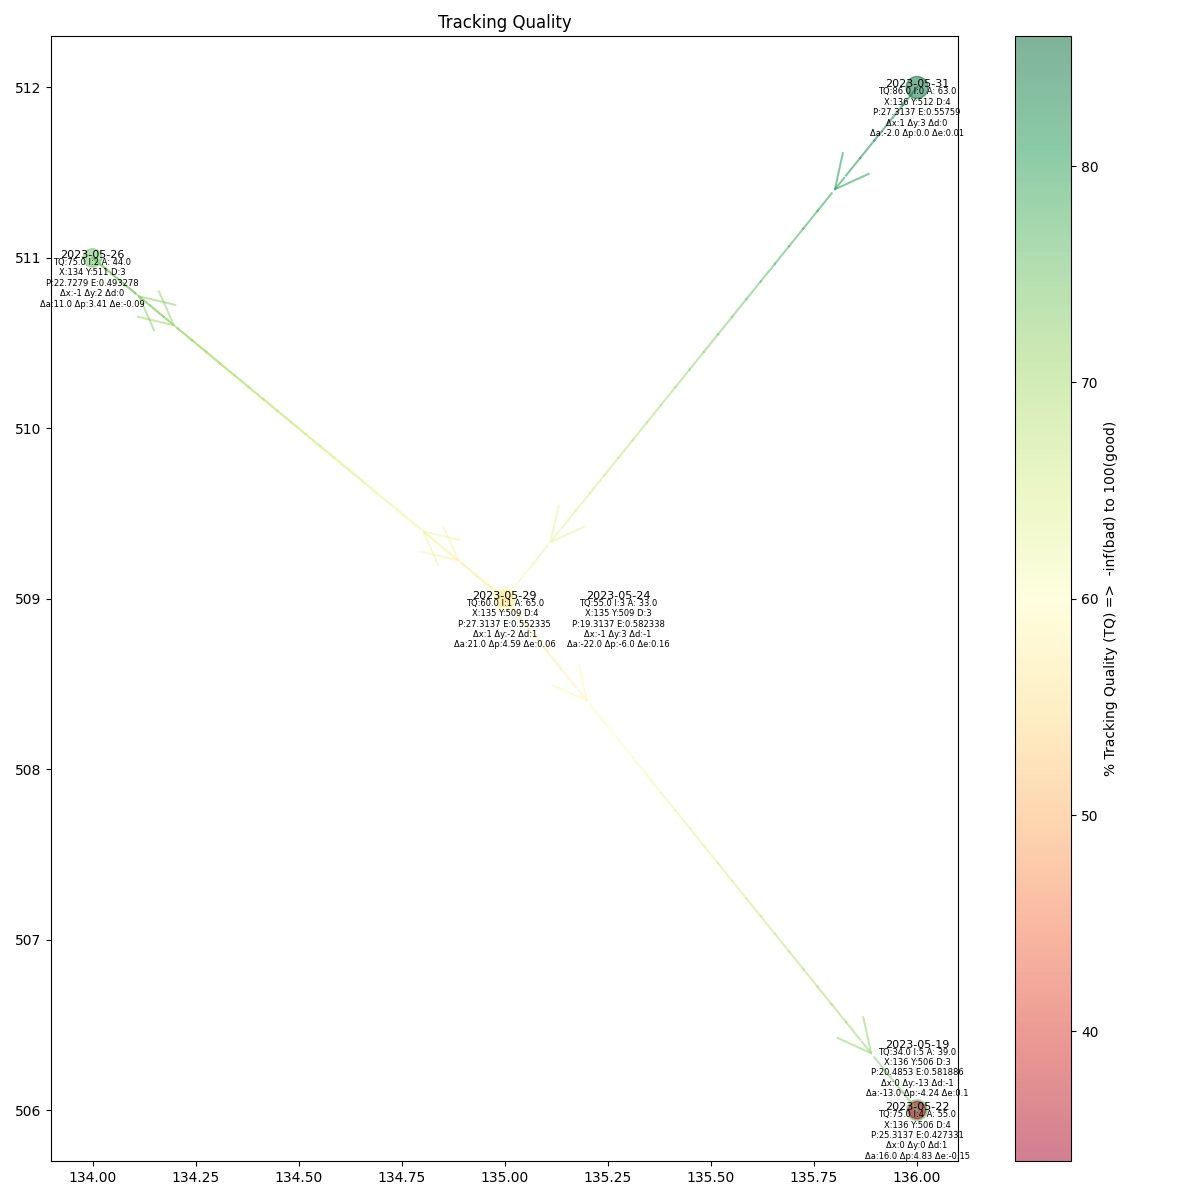 Tracking Quality
512
511
510
509
508
507
506
2023-05-31
TQ:86.0 I:0 A: 63.0
X:136 Y:512 D:4
P:27.3137 E:0.55759
Δx:1 Δy:3 Δd:0
Δa:-2.0 Δp:0.0 Δe:0.01
2023-05-26
TQ:75.0 I:2 A: 44.0
X:134 Y:511 D:3
P:22.7279 E:0.493278
Δx:-1 Δy:2 Δd:0
Δa:11.0 Δp:3.41 Δe:-0.09
2023-05-29
TQ:60.0 I:1 A: 65.0
X:135 Y:509 D:4
P:27.3137 E:0.552335
Δx:1 Δy:-2 Δd:1
Δa:21.0 Δp:4.59 Δe:0.06
2023-05-24
TQ:55.0 I:3 A: 33.0
X:135 Y:509 D:3
P:19.3137 E:0.582338
Δx:-1 Δy:3 Δd:-1
Δa:-22.0 Δp:-6.0 Δe:0.16
2023-05-19
TQ:34.0 I:5 A: 39.0
X:136 Y:506 D:3
P:20.4853 E:0.581886
Δx:0 Δy:-13 Δd:-1
Δa:-13.0 Δp:-4.24 Δe:0.1
2023-05-22
TQ:75.0 I:4 A: 55.0
X:136 Y:506 D:4
P:25.3137 E:0.427331
Δx:0 Δy:0 Δd:1
Δa:16.0 Δp:4.83 Δe:-0.15
134.00
134.25
134.50
134.75
135.00
135.25
135.50
135.75
136.00
80
70
60
50
40
% Tracking Quality (TQ) => -inf(bad) to 100(good)